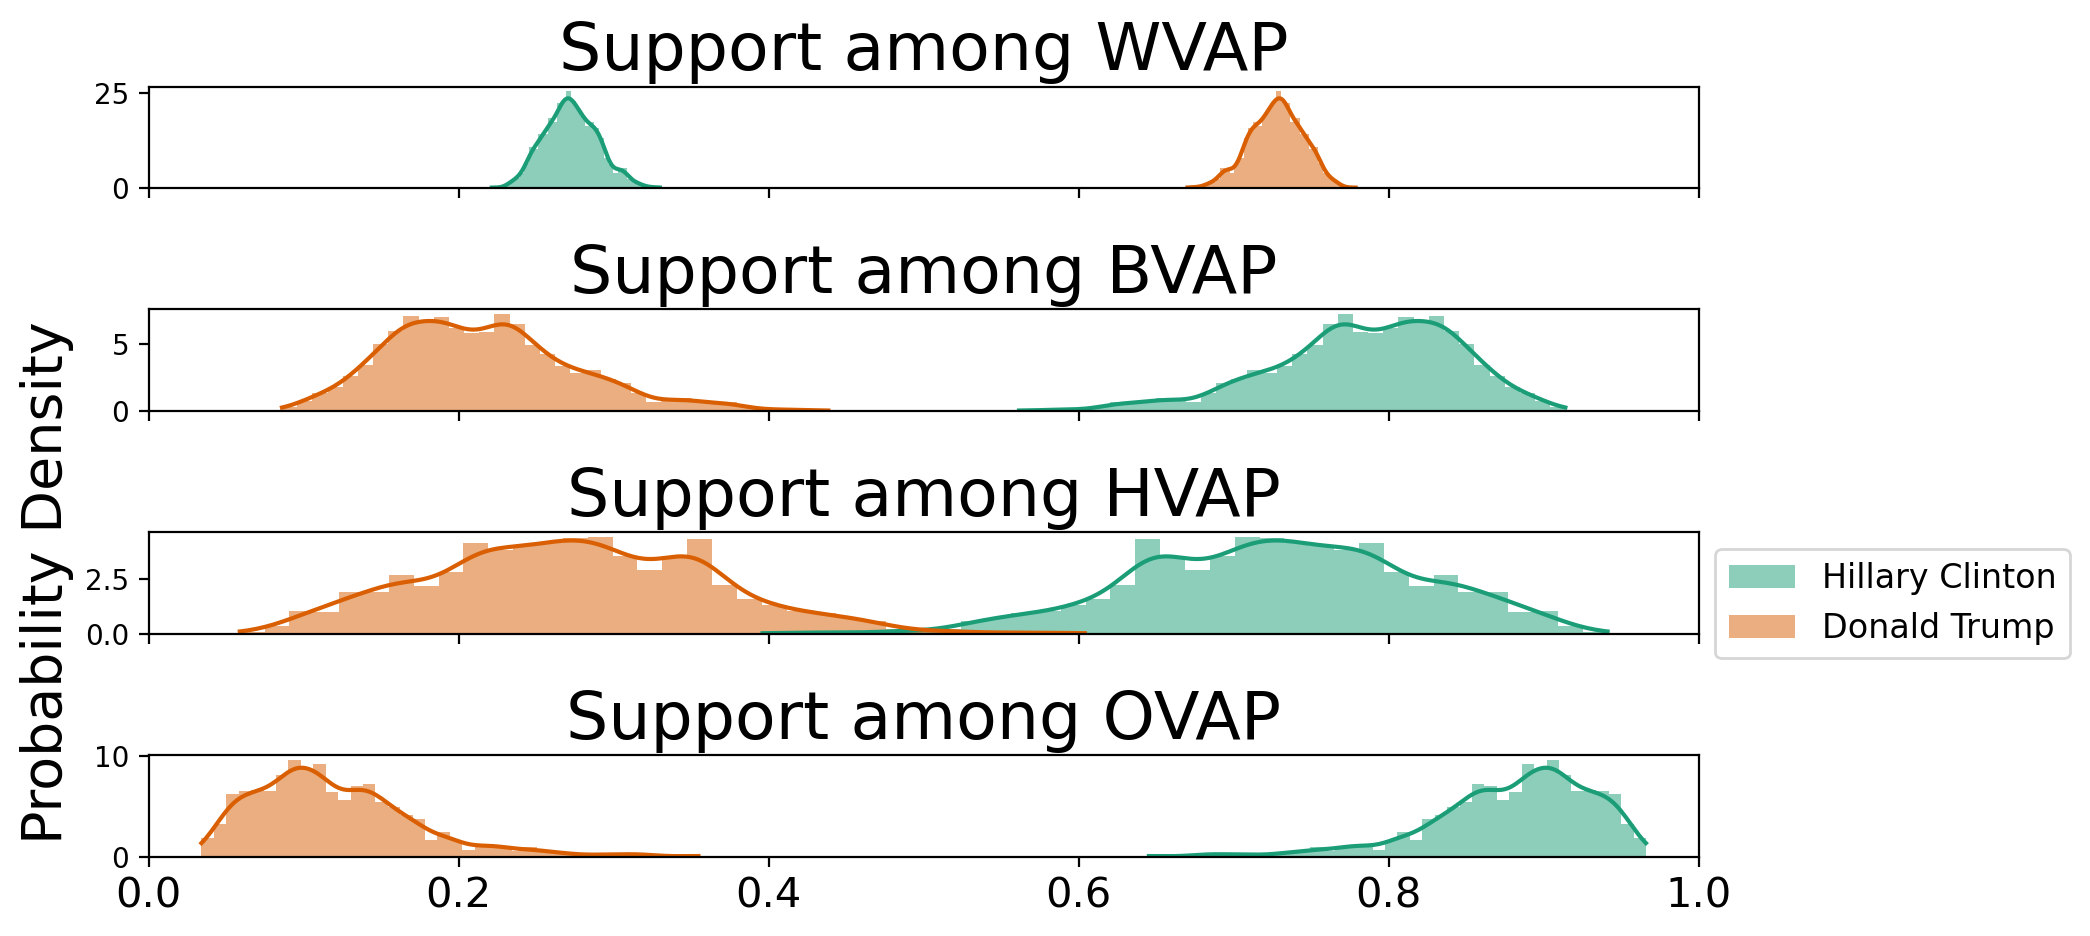 Support among WVAP
25
0
Support among BVAP
5
0
Support among HVAP
2.5
0.0
Support among OVAP
10
0
0.0 0.2 0.4 0.6 0.8 1.0
Probability Density
Hillary Clinton
Donald Trump